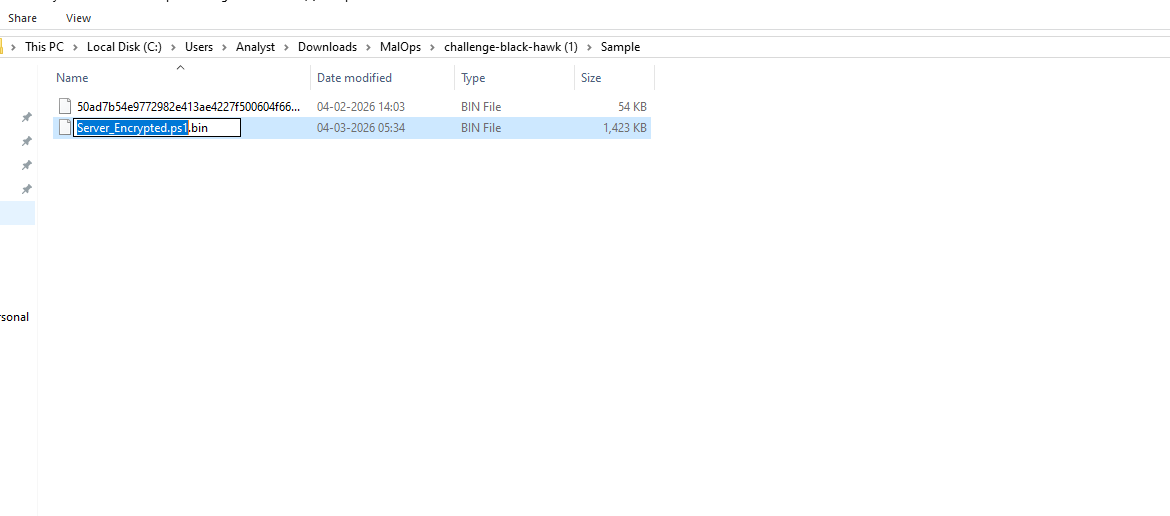 Share View
This PC > Local Disk (C:) > Users > Analyst > Downloads > MalOps > challenge-black-hawk (1) > Sample
Name Date modified Type Size
50ad7b54e9772982e413ae4227f500604f66... 04-02-2026 14:03 BIN File 54 KB
Server_Encrypted.ps1.bin 04-03-2026 05:34 BIN File 1,423 KB
rsonal